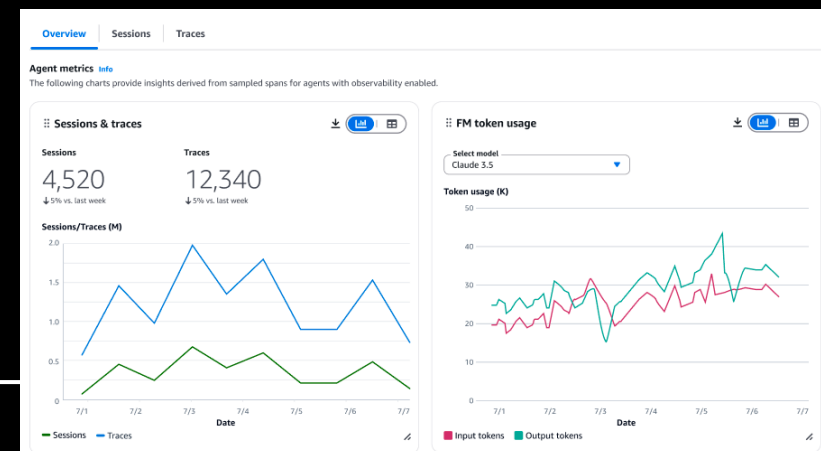 Overview Sessions Traces
Agent metrics Info
The following charts provide insights derived from sampled spans for agents with observability enabled.
Sessions & traces
Sessions Traces
4,520 12,340
↓5% vs. last week ↓5% vs. last week
Sessions/Traces (M)
2.0
1.5
1.0
0.5
0
7/1 7/2 7/3 7/4 7/5 7/6 7/7
Date
Sessions Traces
FM token usage
Select model
Claude 3.5
Token usage (K)
50
40
30
20
10
0
7/1 7/2 7/3 7/4 7/5 7/6 7/7
Date
Input tokens Output tokens